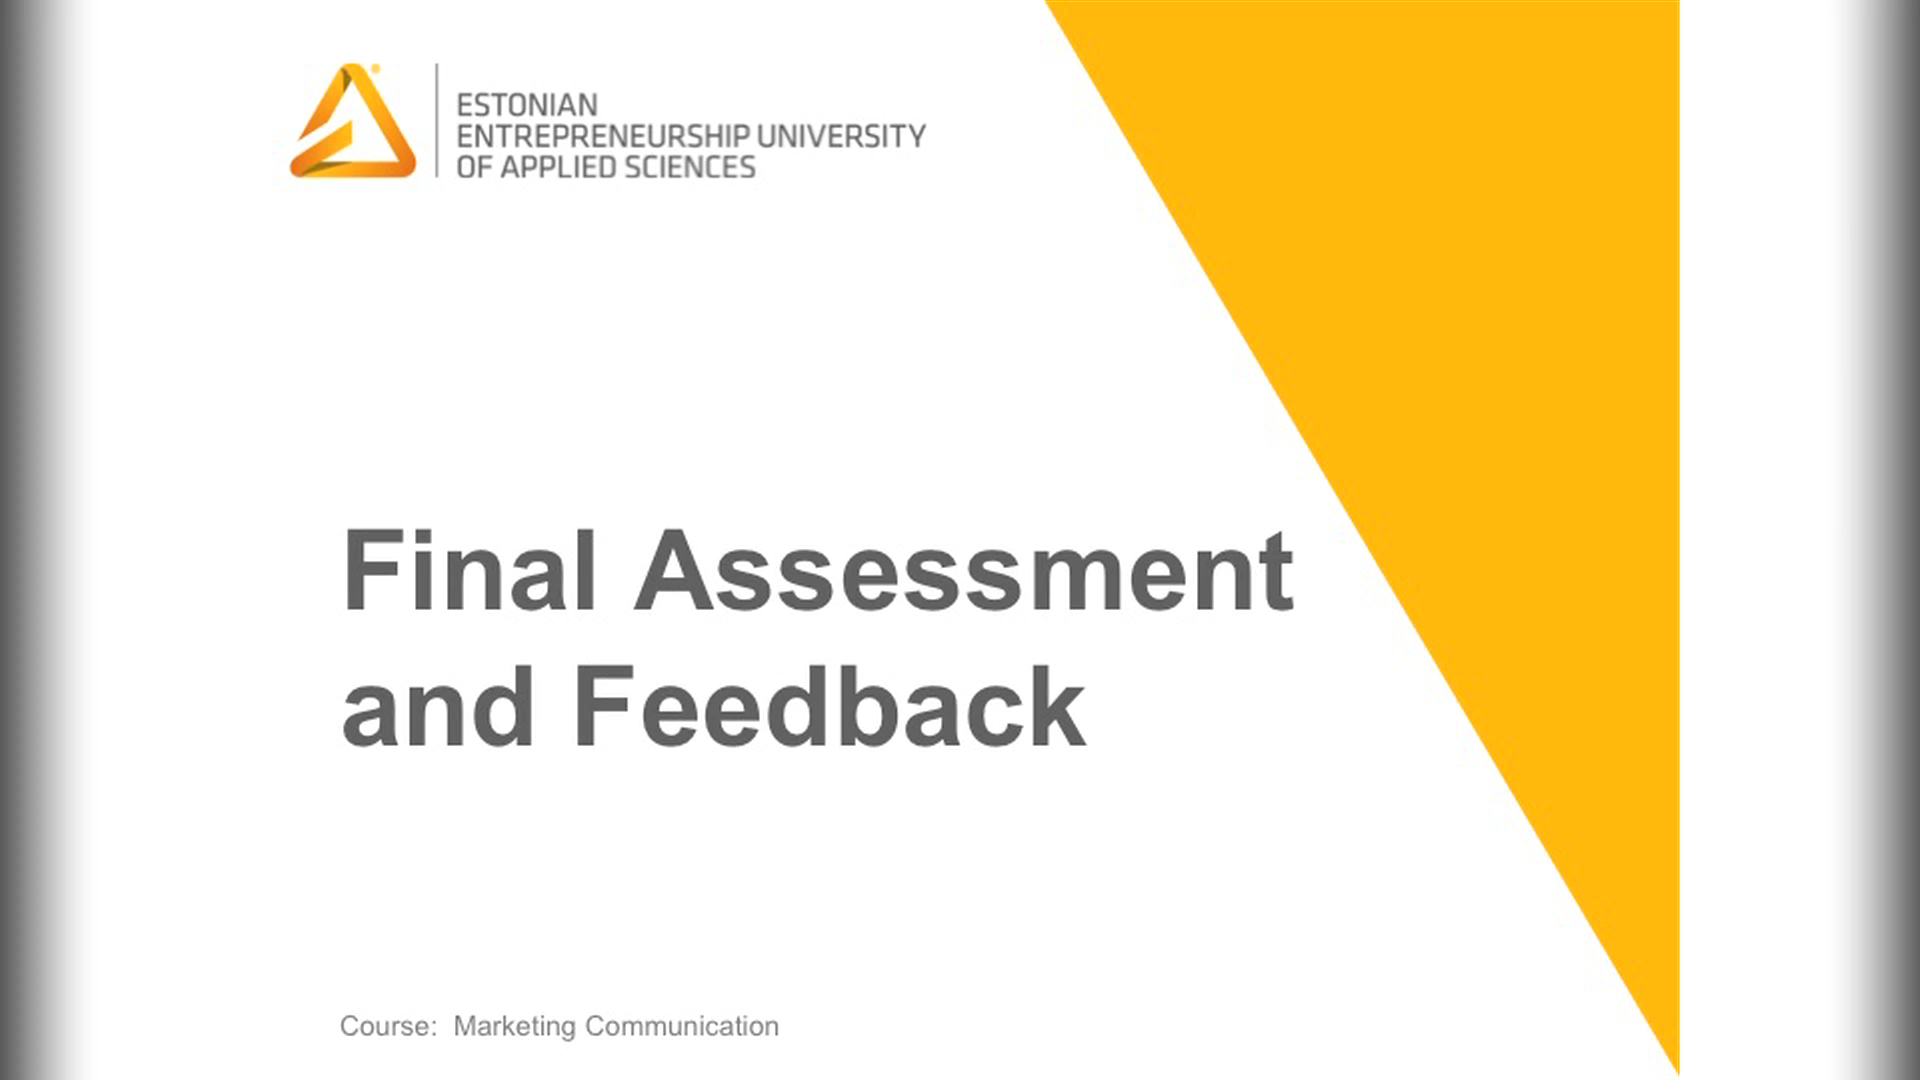 ESTONIAN
ENTREPRENEURSHIP UNIVERSITY
OF APPLIED SCIENCES
Final Assessment
and Feedback
Course: Marketing Communication